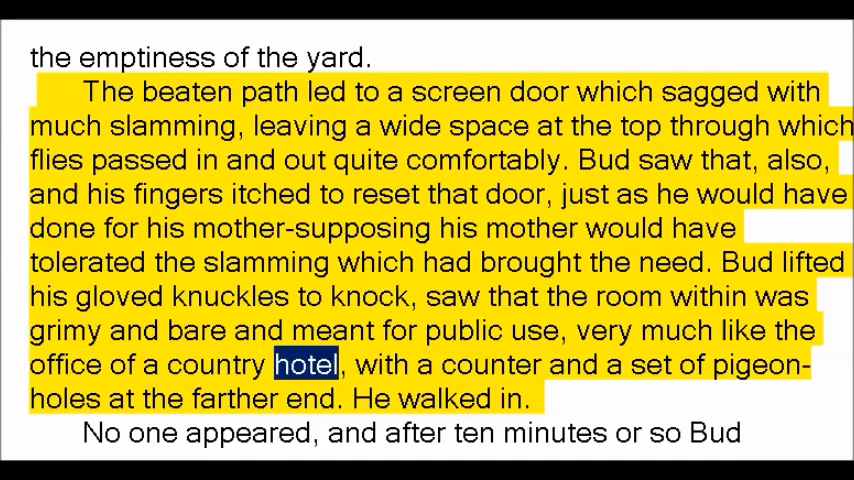 the emptiness of the yard.
The beaten path led to a screen door which sagged with
much slamming, leaving a wide space at the top through which
flies passed in and out quite comfortably. Bud saw that, also,
and his fingers itched to reset that door, just as he would have
done for his mother-supposing his mother would have
tolerated the slamming which had brought the need. Bud lifted
his gloved knuckles to knock, saw that the room within was
grimy and bare and meant for public use, very much like the
office of a country hotel, with a counter and a set of pigeon-
holes at the farther end. He walked in.
No one appeared, and after ten minutes or so Bud